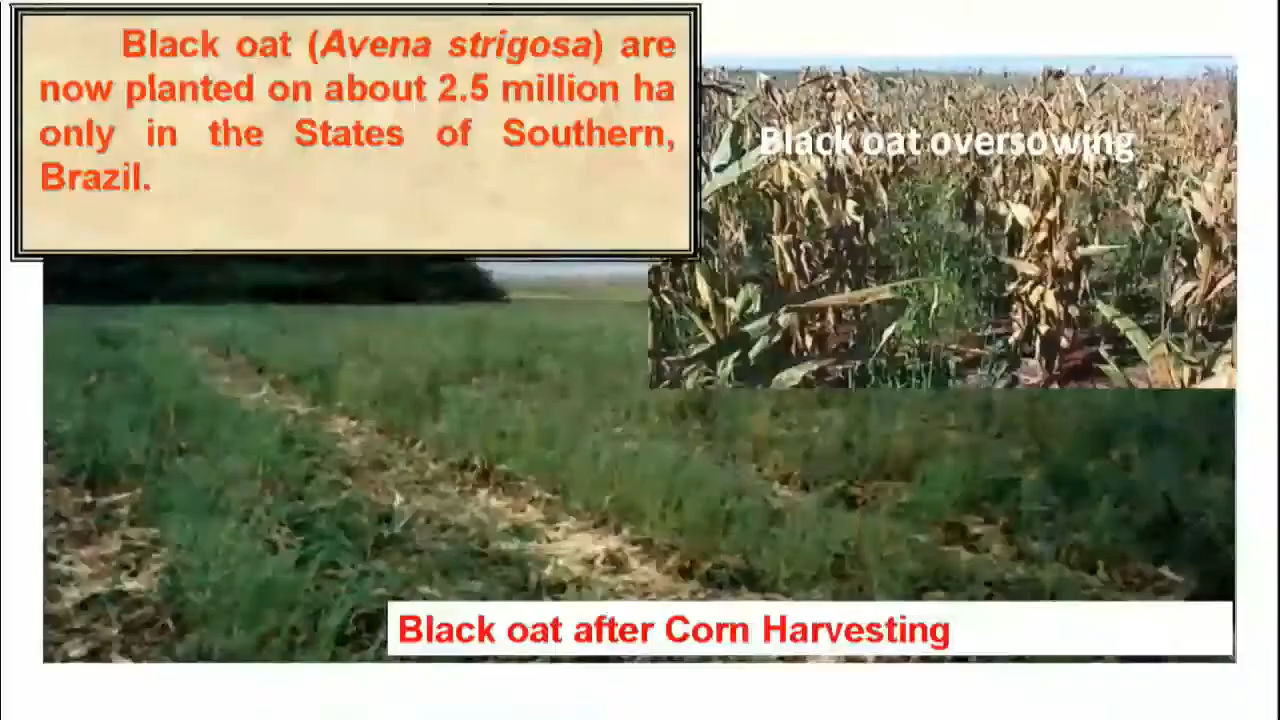 Black oat (Avena strigosa) are
now planted on about 2.5 million ha
only in the States of Southern,
Brazil.
Black oat oversowing
Black oat after Corn Harvesting